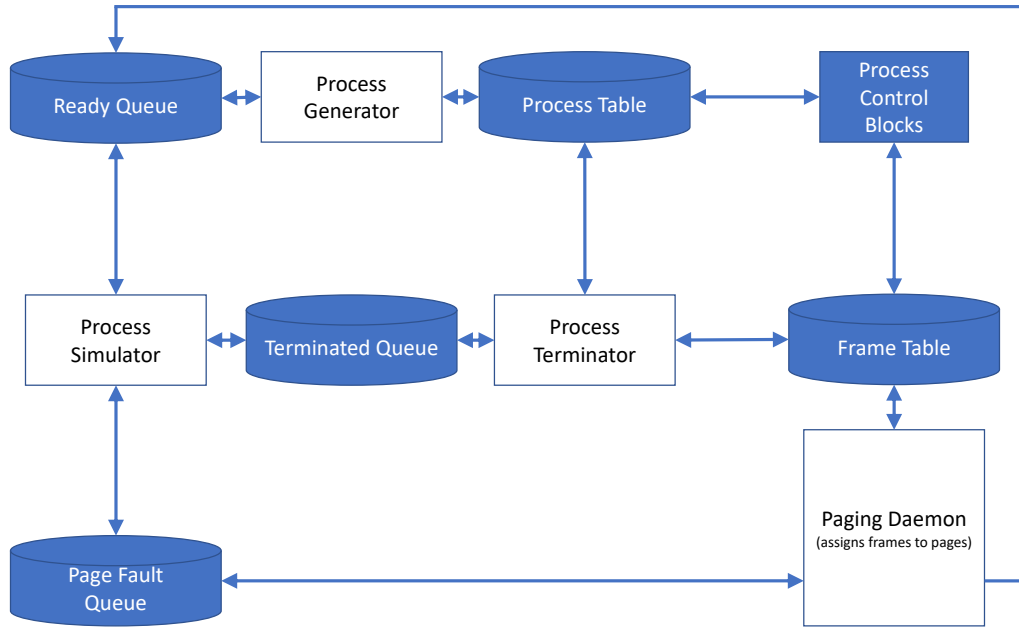 Ready Queue
Process
Generator
Process Table
Process
Control
Blocks
Process
Simulator
Terminated Queue
Process
Terminator
Frame Table
Page Fault
Queue
Paging Daemon
(assigns frames to pages)